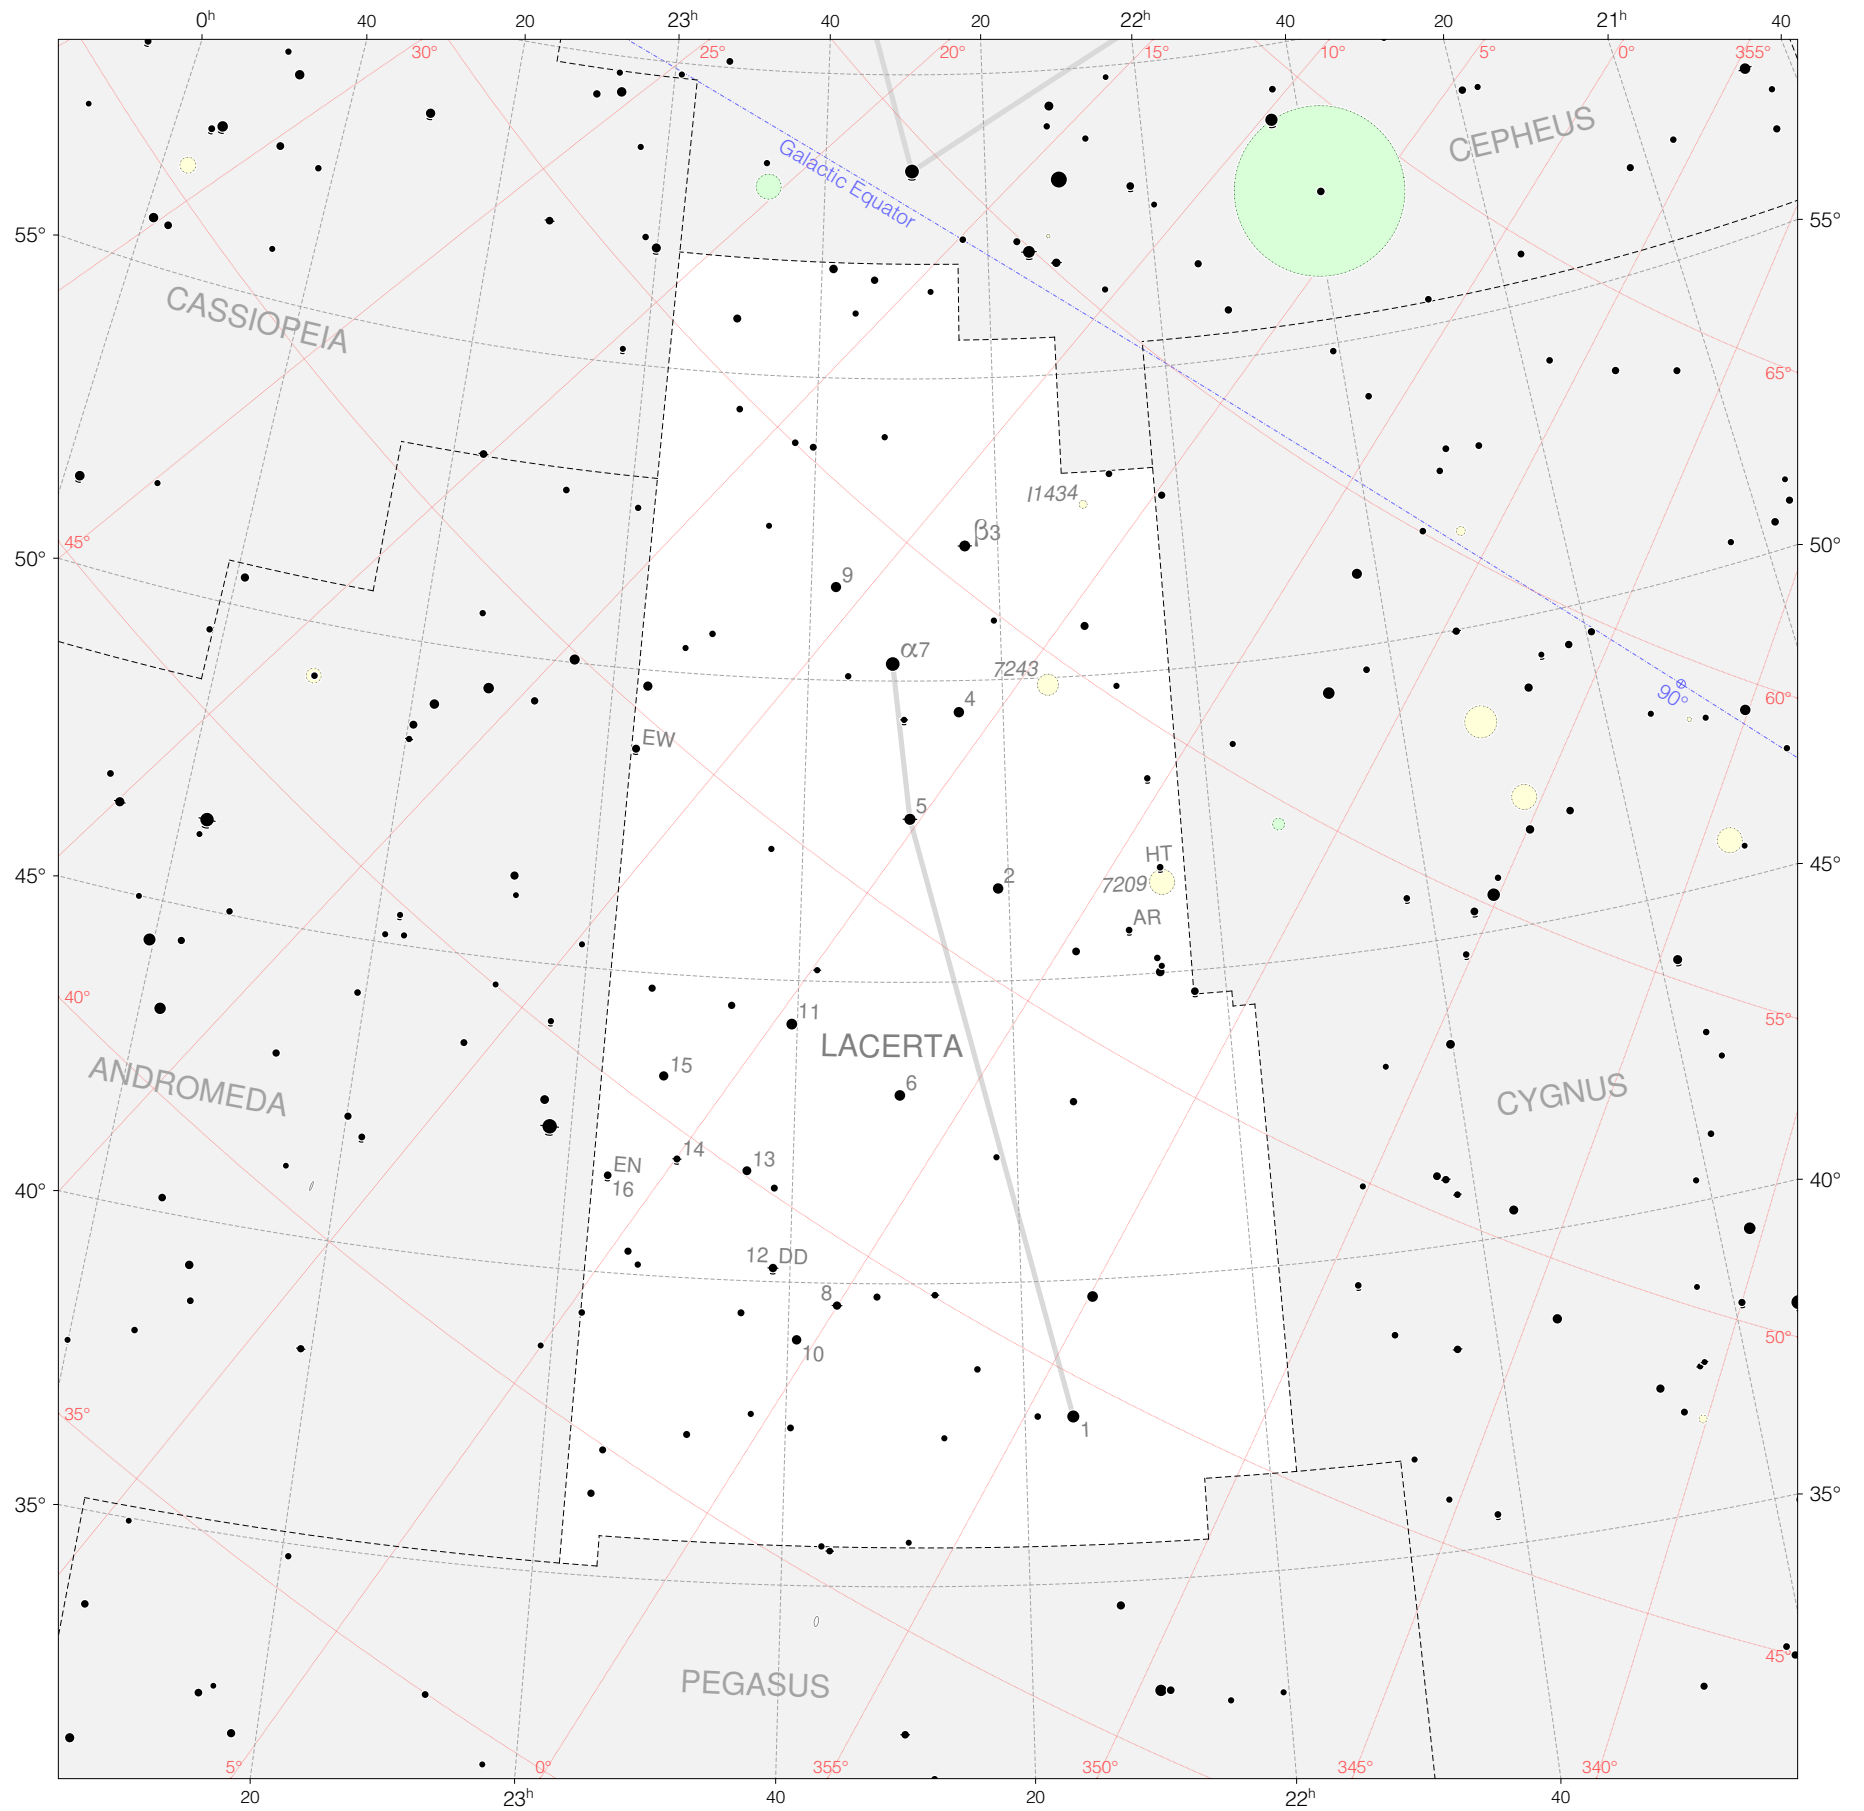 0h 40 20 23h 40 20 22h 40 20 21h 40
30° 25° 20° 15° 10° 5° 0° 355°
CEPHEUS
Galactic Equator
55° 55°
CASSIOPEIA
65°
I1434
β3
50° 45° 50°
9
α7
7243
4
90° 60°
EW
5
HT
45° 45°
2
7209
AR
40°
11
55°
LACERTA
15
6
ANDROMEDA
CYGNUS
14
13
EN
16
40° 40°
12 DD
8
50°
10
35°
1
35° 35°
45°
PEGASUS
5° 0° 355° 350° 345° 340°
20 23h 40 20 22h 40